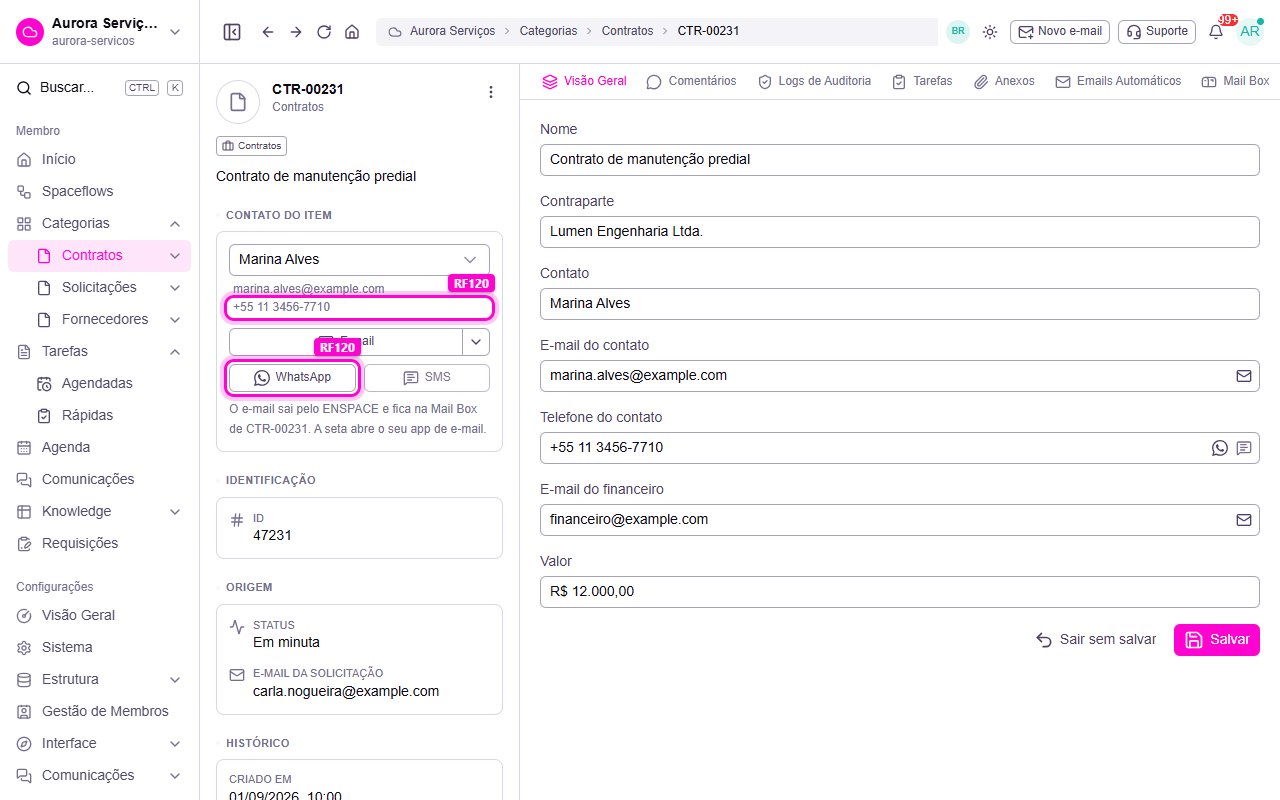 Aurora Serviç...
aurora-servicos
Aurora Serviços
Categorias
Contratos
CTR-00231
BR
Novo e-mail
Suporte
99+
AR
Buscar...
CTRL
K
Membro
Início
Spaceflows
Categorias
Contratos
Solicitações
Fornecedores
Tarefas
Agendadas
Rápidas
Agenda
Comunicações
Knowledge
Requisições
Configurações
Visão Geral
Sistema
Estrutura
Gestão de Membros
Interface
Comunicações
CTR-00231
Contratos
Contratos
Contrato de manutenção predial
CONTATO DO ITEM
Marina Alves
RF120
marina.alves@example.com
+55 11 3456-7710
RF120
WhatsApp
SMS
O e-mail sai pelo ENSPACE e fica na Mail Box
de CTR-00231. A seta abre o seu app de e-mail.
IDENTIFICAÇÃO
ID
47231
ORIGEM
STATUS
Em minuta
E-MAIL DA SOLICITAÇÃO
carla.nogueira@example.com
HISTÓRICO
CRIADO EM
01/09/2026, 10:00
Visão Geral
Comentários
Logs de Auditoria
Tarefas
Anexos
Emails Automáticos
Mail Box
Nome
Contrato de manutenção predial
Contraparte
Lumen Engenharia Ltda.
Contato
Marina Alves
E-mail do contato
marina.alves@example.com
Telefone do contato
+55 11 3456-7710
E-mail do financeiro
financeiro@example.com
Valor
R$ 12.000,00
Sair sem salvar
Salvar